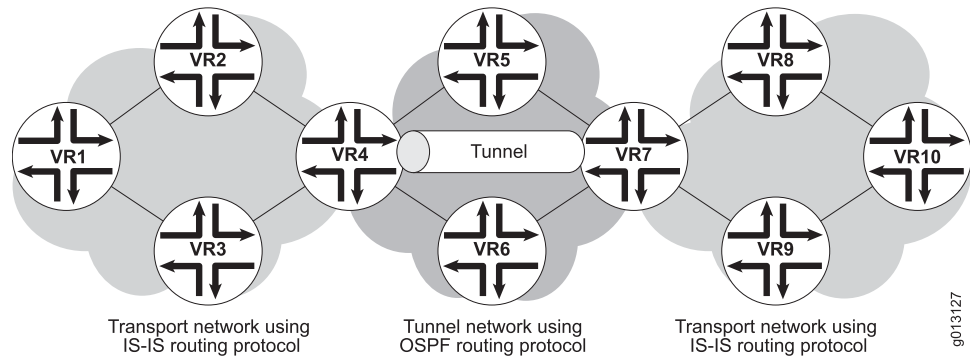 VR2
VR5
VR8
VR1
VR4
Tunnel
VR7
VR10
VR3
VR6
VR9
Transport network using
IS-IS routing protocol
Tunnel network using
OSPF routing protocol
Transport network using
IS-IS routing protocol
g013127